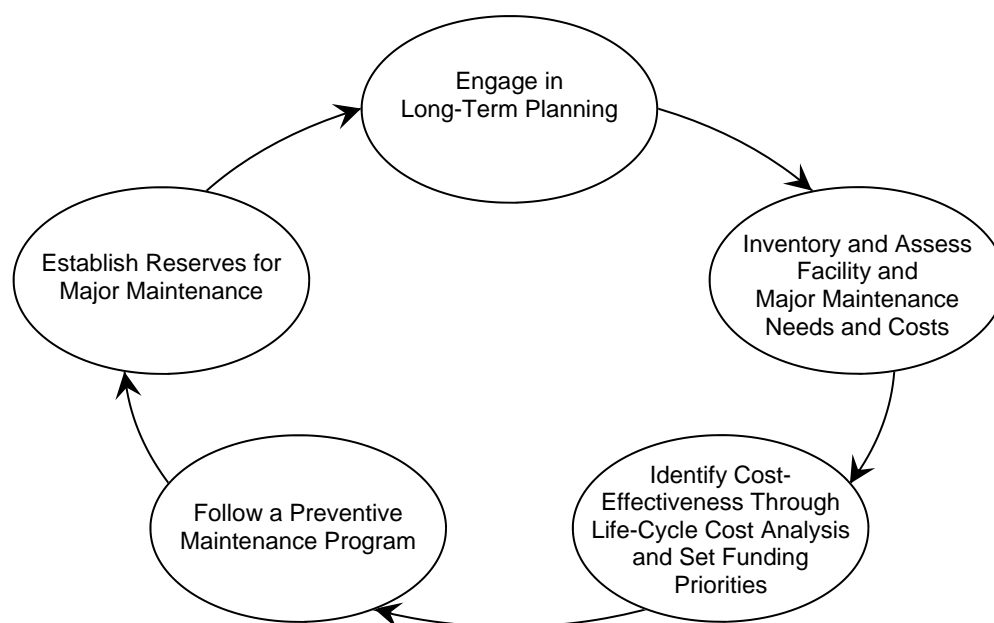 Engage in
Long-Term Planning
Inventory and Assess
Facility and
Major Maintenance
Needs and Costs
Identify Cost-
Effectiveness Through
Life-Cycle Cost Analysis
and Set Funding
Priorities
Follow a Preventive
Maintenance Program
Establish Reserves for
Major Maintenance